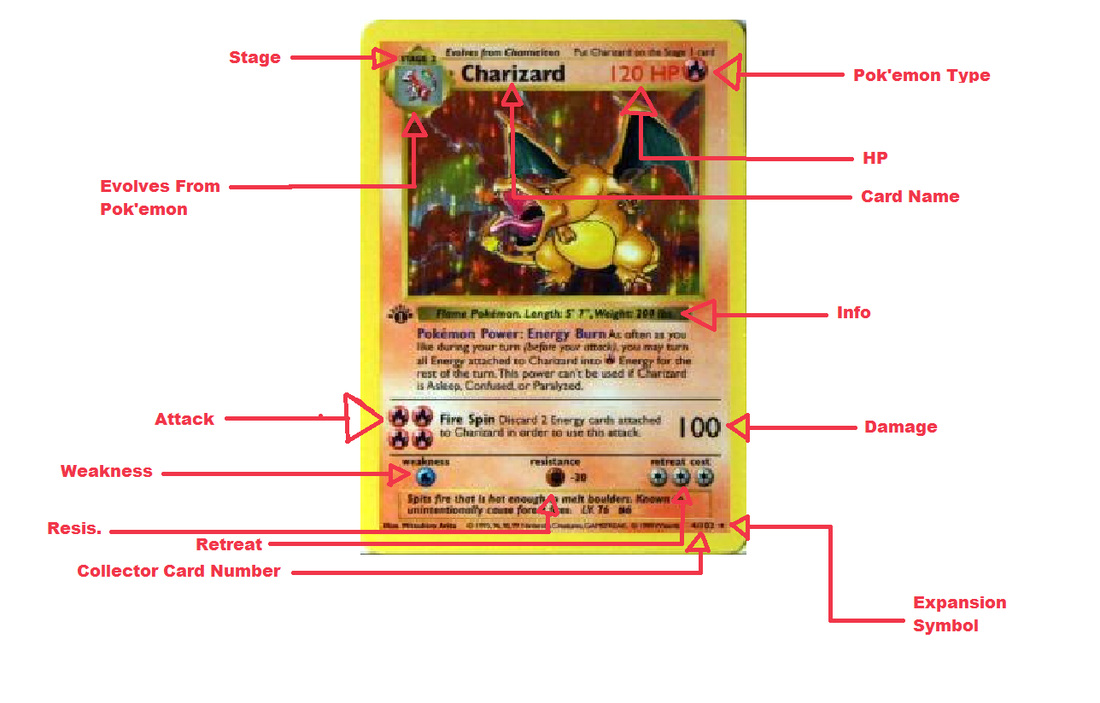 Stage
Evolves from Charmeleon Put Charizard on the Stage 1 card
STAGE 2
Charizard 120 HP
Pok'emon Type
HP
Evolves From
Pok'emon
Card Name
Flame Pokémon. Length: 5' 7", Weight: 200 lbs.
Info
Pokémon Power: Energy Burn As often as you
like during your turn (before your attack), you may turn
all Energy attached to Charizard into Energy for the
rest of the turn. This power can't be used if Charizard
is Asleep, Confused, or Paralyzed.
Attack
Fire Spin Discard 2 Energy cards attached
to Charizard in order to use this attack.
100
Damage
Weakness
weakness resistance retreat cost
-30
Spits fire that is hot enough melt boulders. Known
unintentionally cause fires. LV. 76
Resis.
Illus. Mitsuhiro Arita 4/102
Retreat
Collector Card Number
Expansion
Symbol